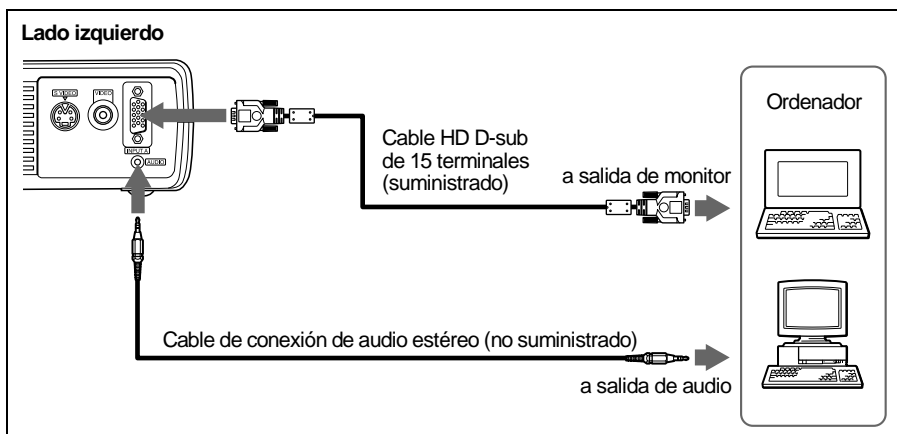 Lado izquierdo
S VIDEO
VIDEO
INPUT A
AUDIO
Ordenador
Cable HD D-sub
de 15 terminales
(suministrado)
a salida de monitor
Cable de conexión de audio estéreo (no suministrado)
a salida de audio